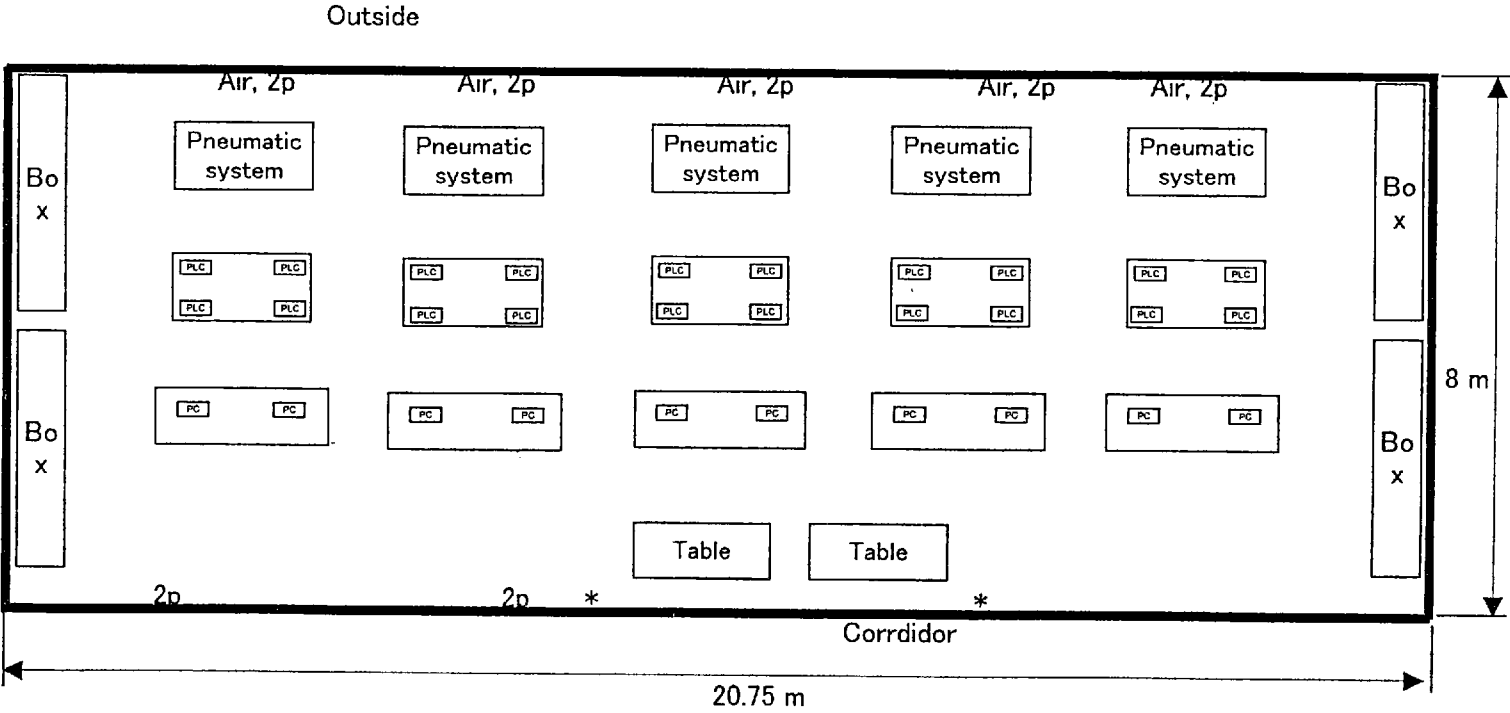 Outside
Air, 2p Air, 2p Air, 2p Air, 2p Air, 2p
Pneumatic system
Pneumatic system
Pneumatic system
Pneumatic system
Pneumatic system
Bo
x
Bo
x
PLC PLC PLC PLC PLC PLC PLC PLC PLC PLC
PLC PLC PLC PLC PLC PLC PLC PLC PLC PLC
8 m
PC PC PC PC PC PC PC PC PC PC
Bo
x
Bo
x
Table Table
2p 2p * *
Corrdidor
20.75 m